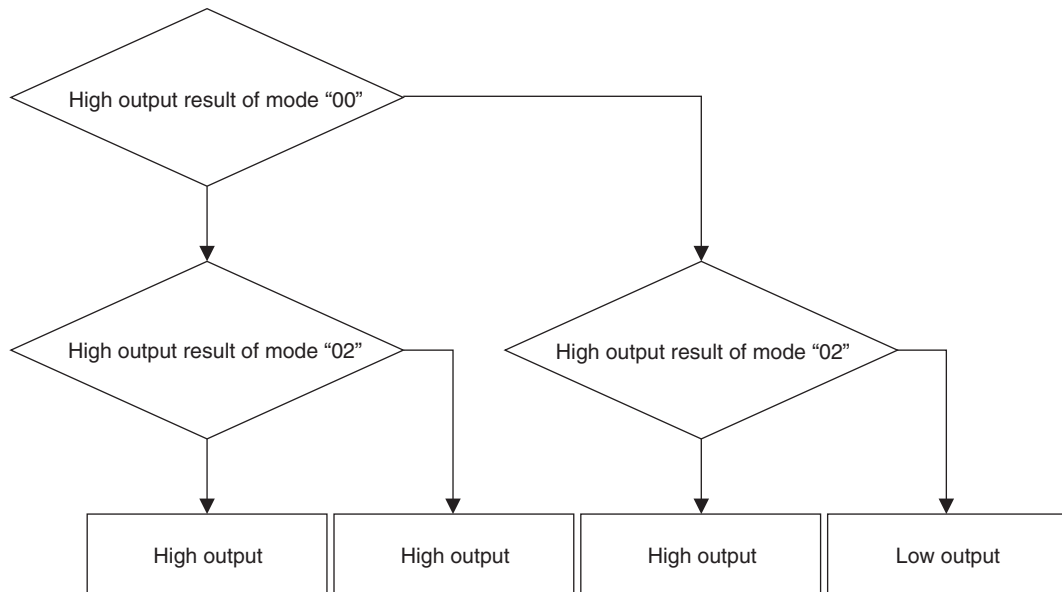 High output result of mode “00”
High output result of mode “02”
High output result of mode “02”
High output
High output
High output
Low output